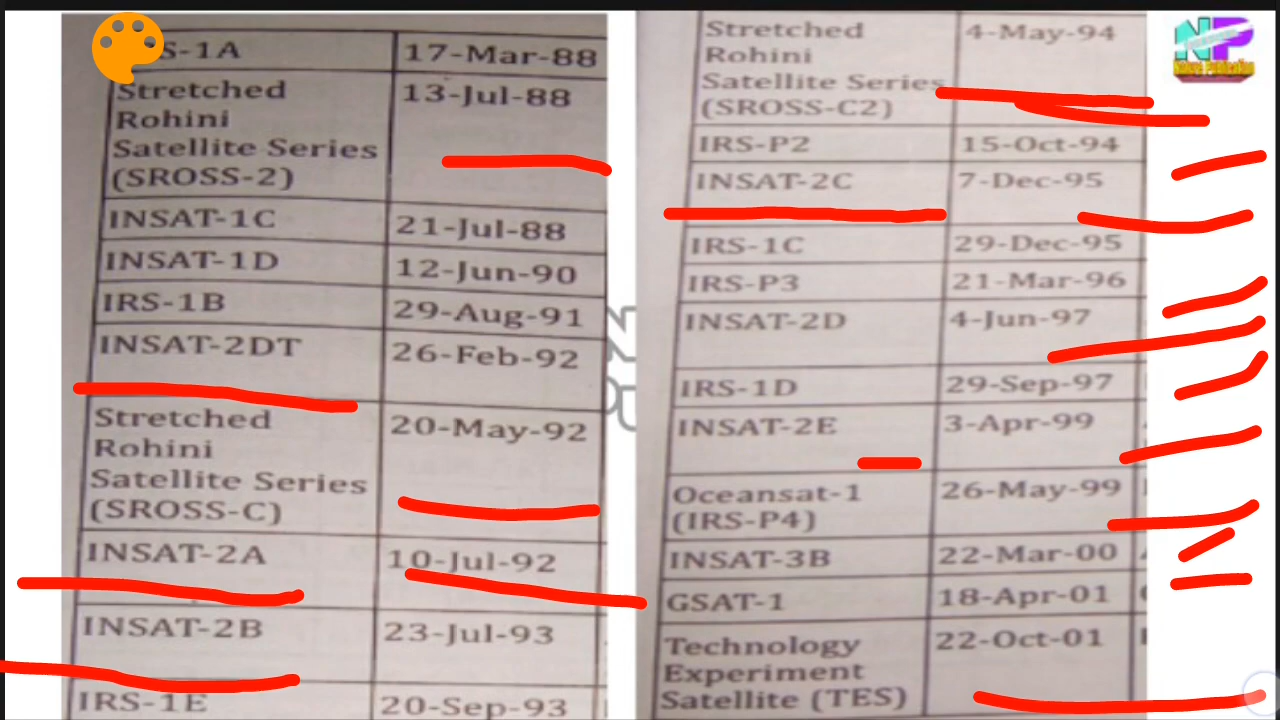 S-1A 17-Mar-88
Stretched 13-Jul-88
Rohini
Satellite Series
(SROSS-2)
INSAT-1C 21-Jul-88
INSAT-1D 12-Jun-90
IRS-1B 29-Aug-91
INSAT-2DT 26-Feb-92
Stretched 20-May-92
Rohini
Satellite Series
(SROSS-C)
INSAT-2A 10-Jul-92
INSAT-2B 23-Jul-93
IRS-1E 20-Sep-93
Stretched 4-May-94
Rohini
Satellite Series
(SROSS-C2)
IRS-P2 15-Oct-94
INSAT-2C 7-Dec-95
IRS-1C 29-Dec-95
IRS-P3 21-Mar-96
INSAT-2D 4-Jun-97
IRS-1D 29-Sep-97
INSAT-2E 3-Apr-99
Oceansat-1 26-May-99
(IRS-P4)
INSAT-3B 22-Mar-00
GSAT-1 18-Apr-01
Technology 22-Oct-01
Experiment
Satellite (TES)
NP